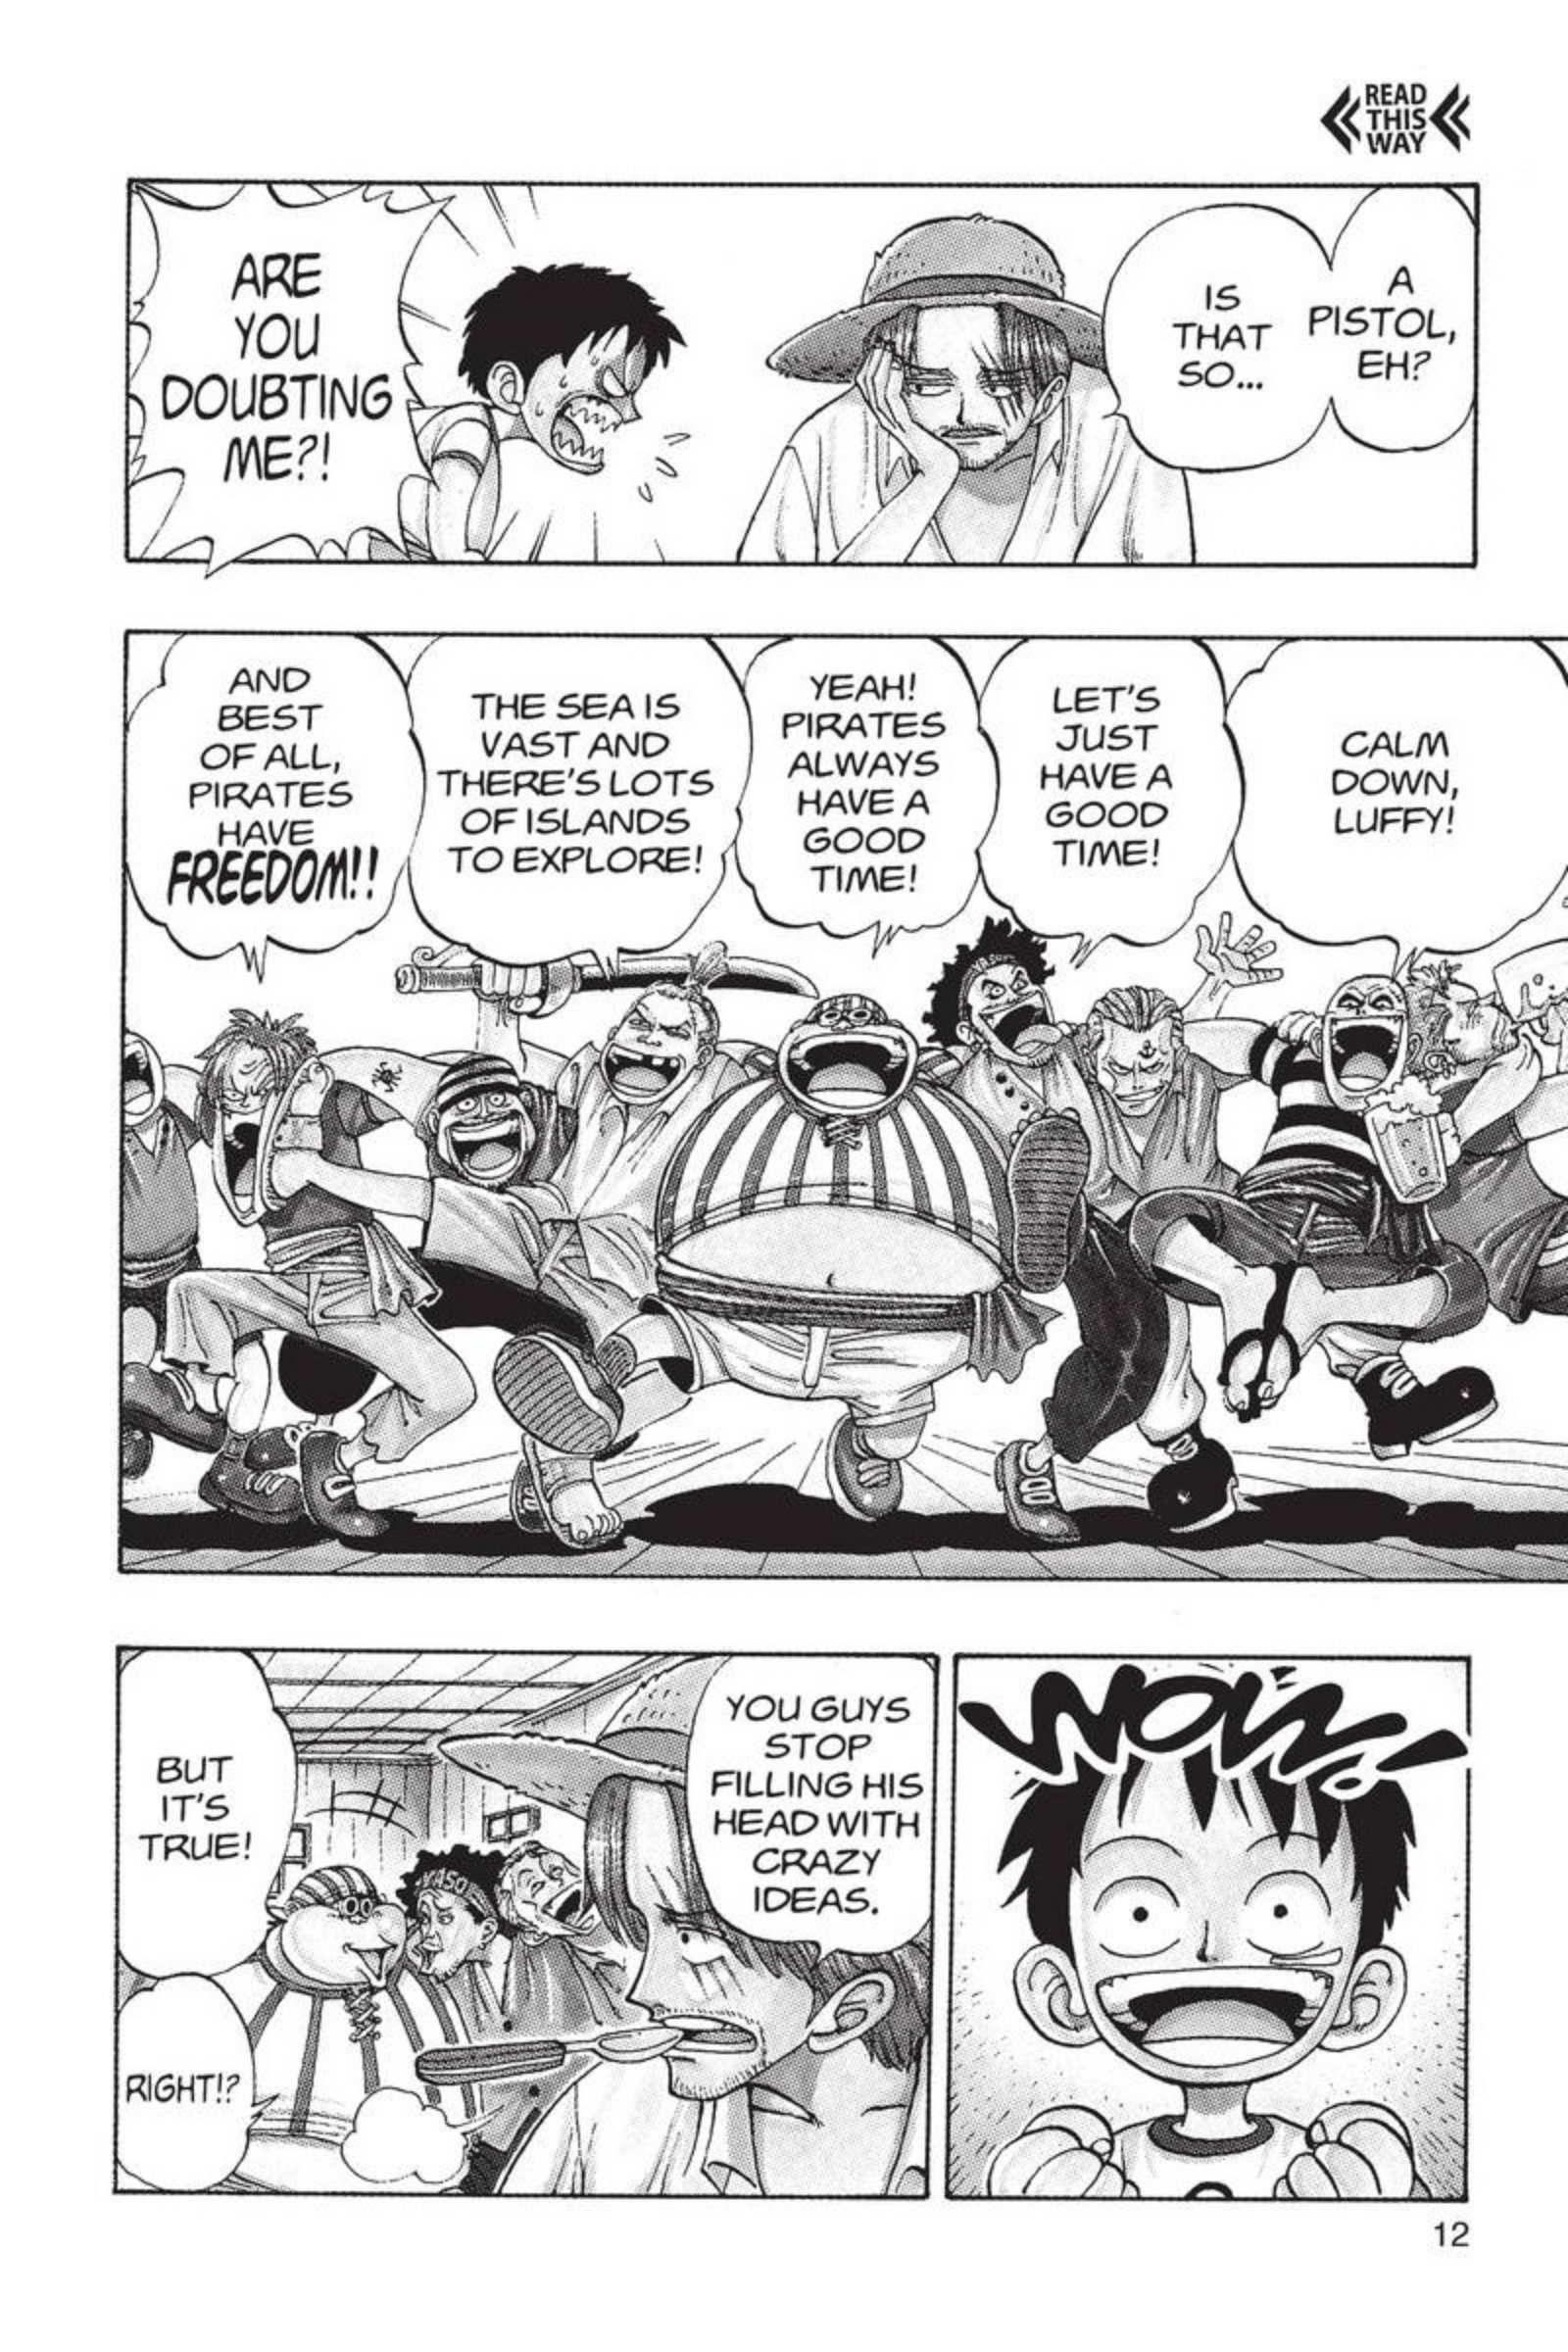 READ
THIS
WAY
A
PISTOL,
EH?
IS
THAT
SO...
ARE
YOU
DOUBTING
ME?!
CALM
DOWN,
LUFFY!
LET'S
JUST
HAVE A
GOOD
TIME!
YEAH!
PIRATES
ALWAYS
HAVE A
GOOD
TIME!
THE SEA IS
VAST AND
THERE'S LOTS
OF ISLANDS
TO EXPLORE!
AND
BEST
OF ALL,
PIRATES
HAVE
FREEDOM!!
WOW!
YOU GUYS
STOP
FILLING HIS
HEAD WITH
CRAZY
IDEAS.
BUT
IT'S
TRUE!
RIGHT!?
12